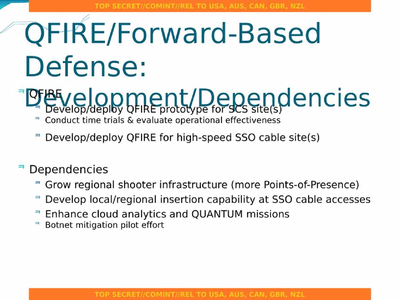 TOP SECRET//COMINT//REL TO USA, AUS, CAN, GBR, NZL
QFIRE/Forward-Based
Defense:
Development/Dependencies
QFIRE
Develop/deploy QFIRE prototype for SCS site(s)
Conduct time trials & evaluate operational effectiveness
Develop/deploy QFIRE for high-speed SSO cable site(s)
Dependencies
Grow regional shooter infrastructure (more Points-of-Presence)
Develop local/regional insertion capability at SSO cable accesses
Enhance cloud analytics and QUANTUM missions
Botnet mitigation pilot effort
TOP SECRET//COMINT//REL TO USA, AUS, CAN, GBR, NZL